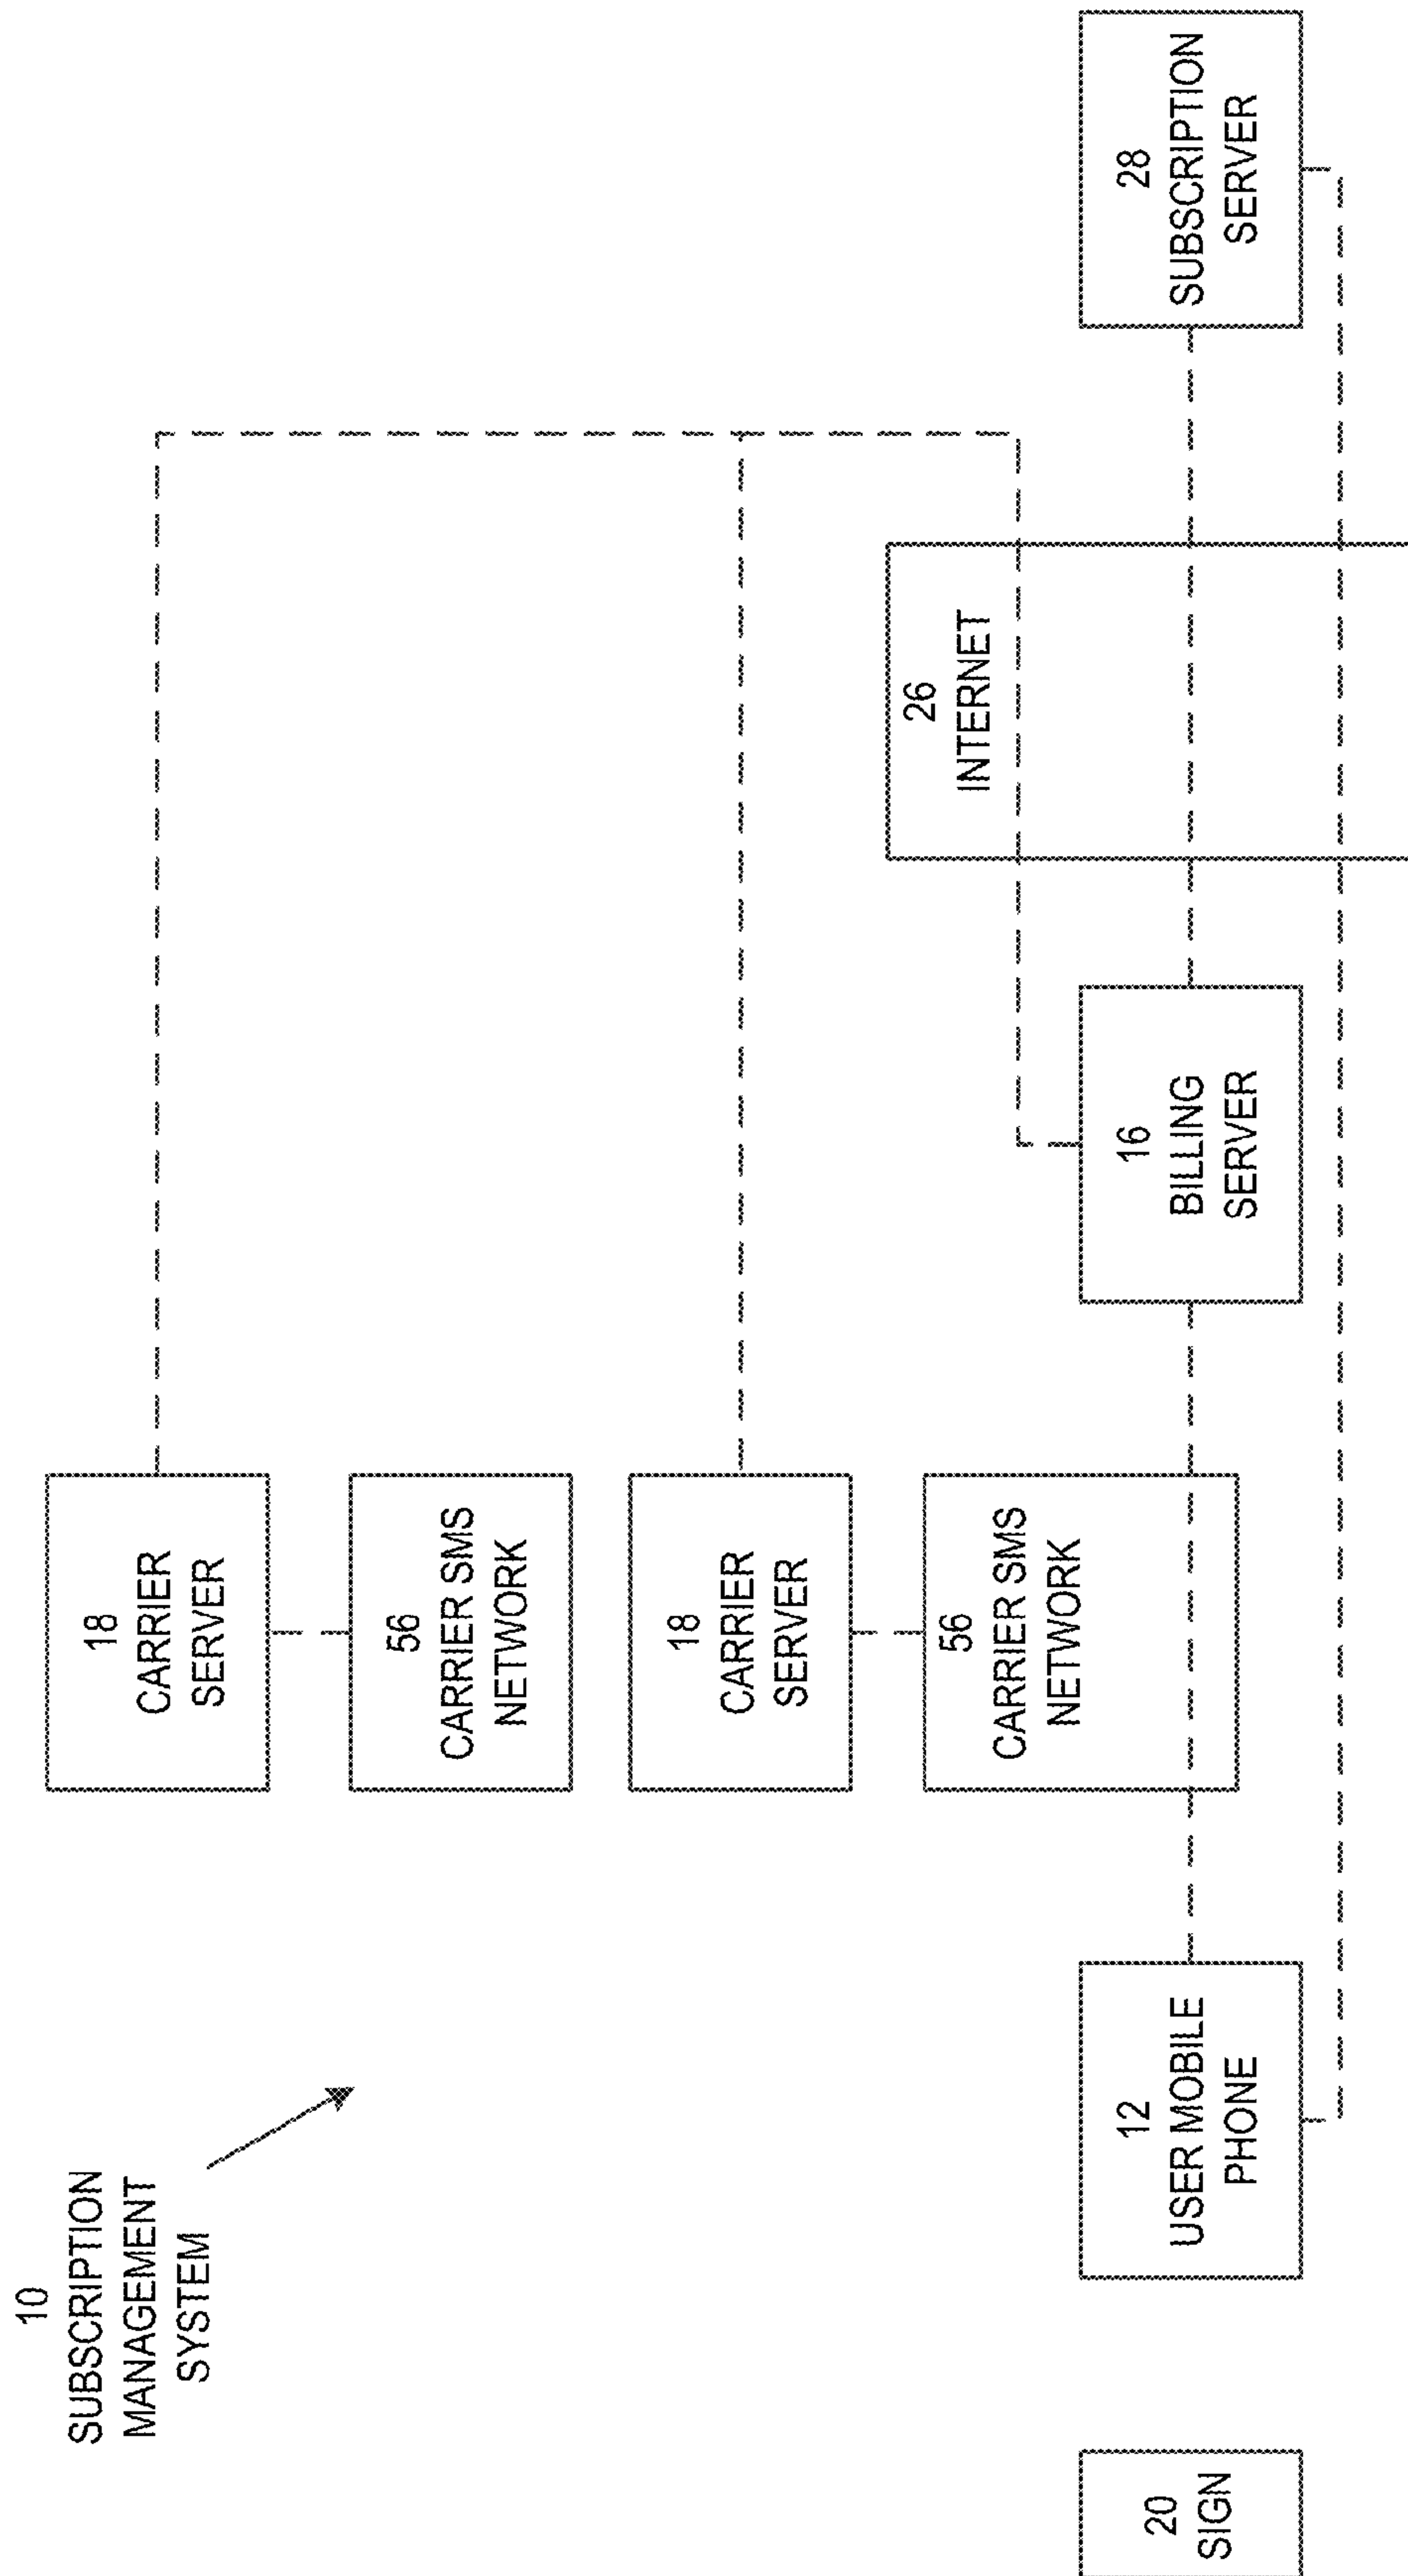 10
SUBSCRIPTION
MANAGEMENT
SYSTEM
18
CARRIER
SERVER
56
CARRIER SMS
NETWORK
18
CARRIER
SERVER
56
CARRIER SMS
NETWORK
26
INTERNET
20
SIGN
12
USER MOBILE
PHONE
16
BILLING
SERVER
28
SUBSCRIPTION
SERVER